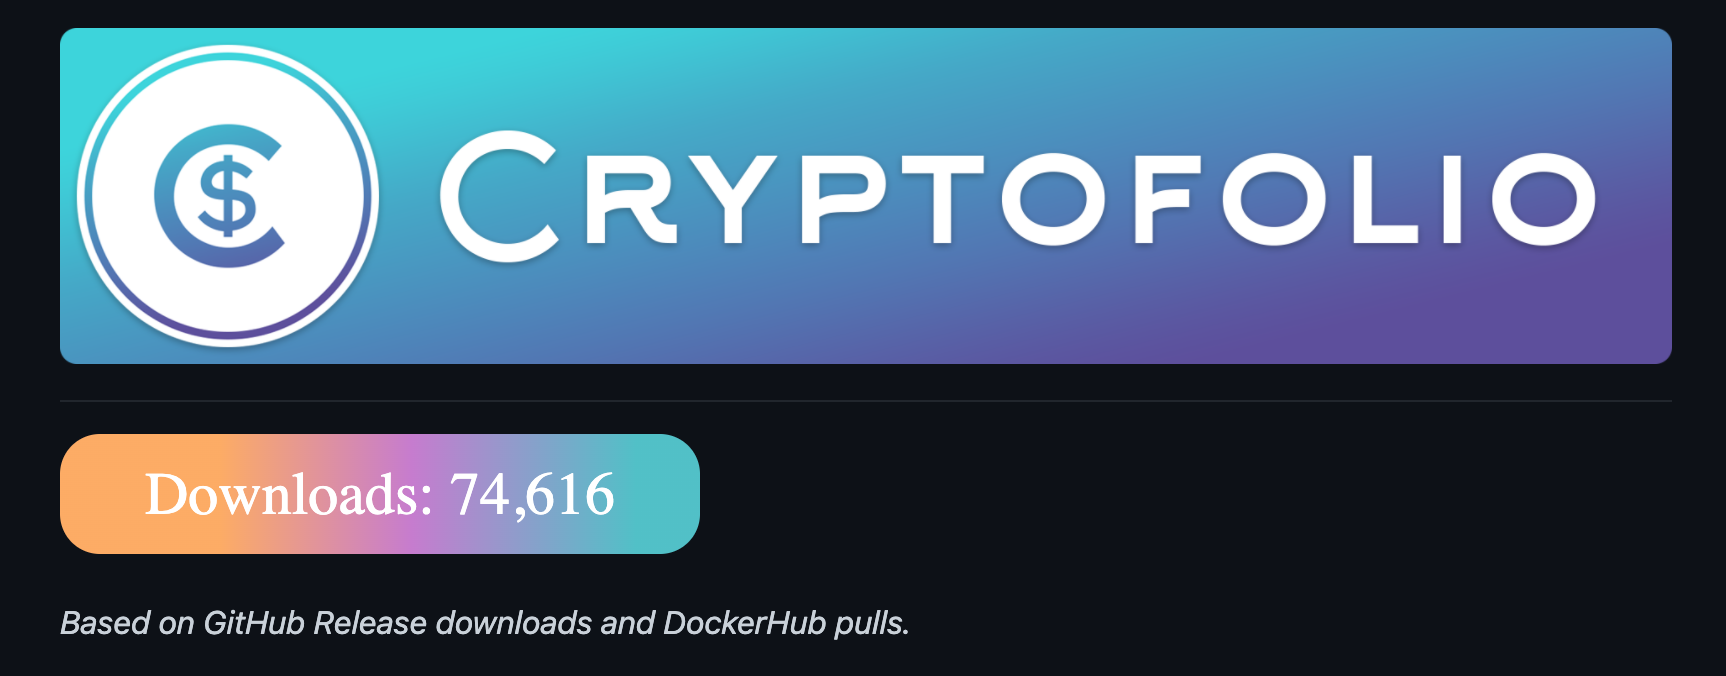 CRYPTOFOLIO
Downloads: 74,616
Based on GitHub Release downloads and DockerHub pulls.